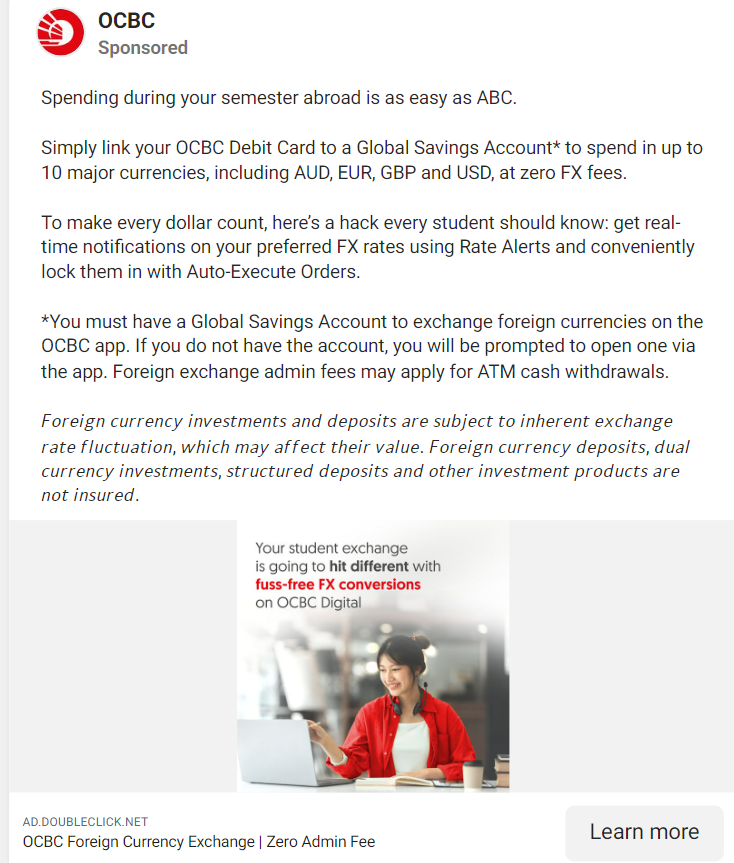 OCBC
Sponsored
Spending during your semester abroad is as easy as ABC.
Simply link your OCBC Debit Card to a Global Savings Account* to spend in up to
10 major currencies, including AUD, EUR, GBP and USD, at zero FX fees.
To make every dollar count, here’s a hack every student should know: get real-
time notifications on your preferred FX rates using Rate Alerts and conveniently
lock them in with Auto-Execute Orders.
*You must have a Global Savings Account to exchange foreign currencies on the
OCBC app. If you do not have the account, you will be prompted to open one via
the app. Foreign exchange admin fees may apply for ATM cash withdrawals.
Foreign currency investments and deposits are subject to inherent exchange
rate fluctuation, which may affect their value. Foreign currency deposits, dual
currency investments, structured deposits and other investment products are
not insured.
Your student exchange
is going to hit different with
fuss-free FX conversions
on OCBC Digital
AD.DOUBLECLICK.NET
OCBC Foreign Currency Exchange | Zero Admin Fee
Learn more